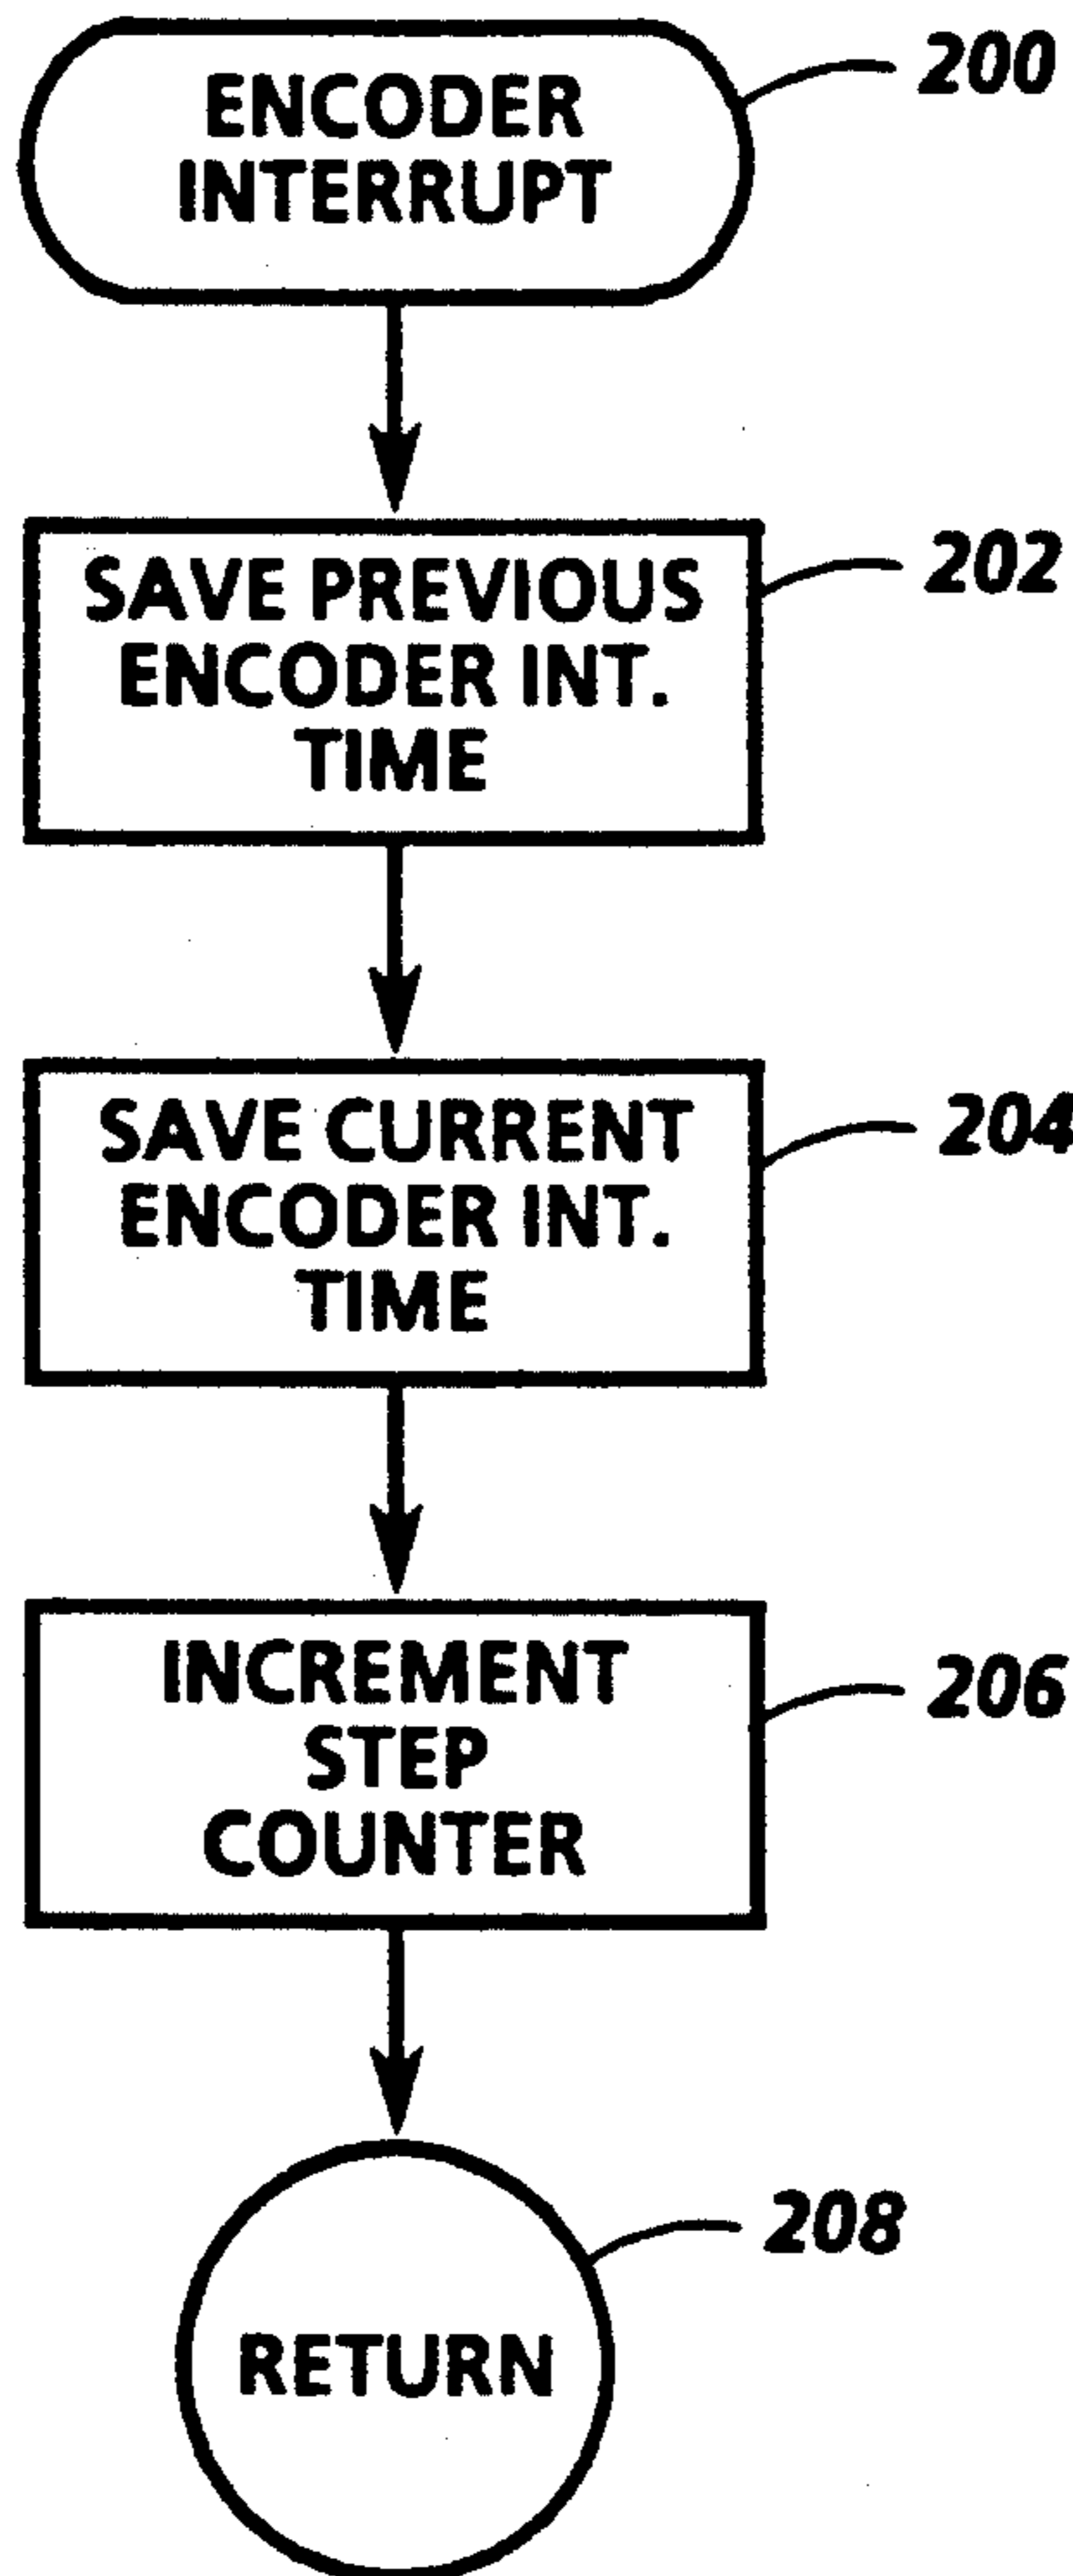 ENCODER
INTERRUPT
200
SAVE PREVIOUS
ENCODER INT.
TIME
202
SAVE CURRENT
ENCODER INT.
TIME
204
INCREMENT
STEP
COUNTER
206
RETURN
208